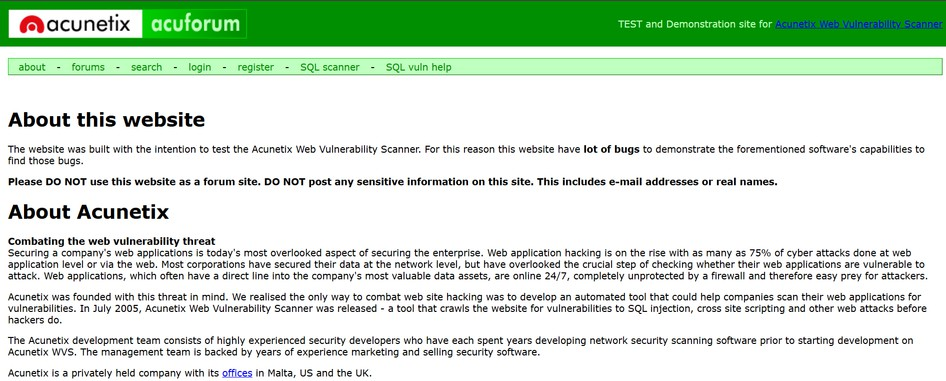 acunetix acuforum
TEST and Demonstration site for Acunetix Web Vulnerability Scanner
about - forums - search - login - register - SQL scanner - SQL vuln help
About this website
The website was built with the intention to test the Acunetix Web Vulnerability Scanner. For this reason this website have lot of bugs to demonstrate the forementioned software's capabilities to
find those bugs.
Please DO NOT use this website as a forum site. DO NOT post any sensitive information on this site. This includes e-mail addresses or real names.
About Acunetix
Combating the web vulnerability threat
Securing a company's web applications is today's most overlooked aspect of securing the enterprise. Web application hacking is on the rise with as many as 75% of cyber attacks done at web
application level or via the web. Most corporations have secured their data at the network level, but have overlooked the crucial step of checking whether their web applications are vulnerable to
attack. Web applications, which often have a direct line into the company's most valuable data assets, are online 24/7, completely unprotected by a firewall and therefore easy prey for attackers.
Acunetix was founded with this threat in mind. We realised the only way to combat web site hacking was to develop an automated tool that could help companies scan their web applications for
vulnerabilities. In July 2005, Acunetix Web Vulnerability Scanner was released - a tool that crawls the website for vulnerabilities to SQL injection, cross site scripting and other web attacks before
hackers do.
The Acunetix development team consists of highly experienced security developers who have each spent years developing network security scanning software prior to starting development on
Acunetix WVS. The management team is backed by years of experience marketing and selling security software.
Acunetix is a privately held company with its offices in Malta, US and the UK.